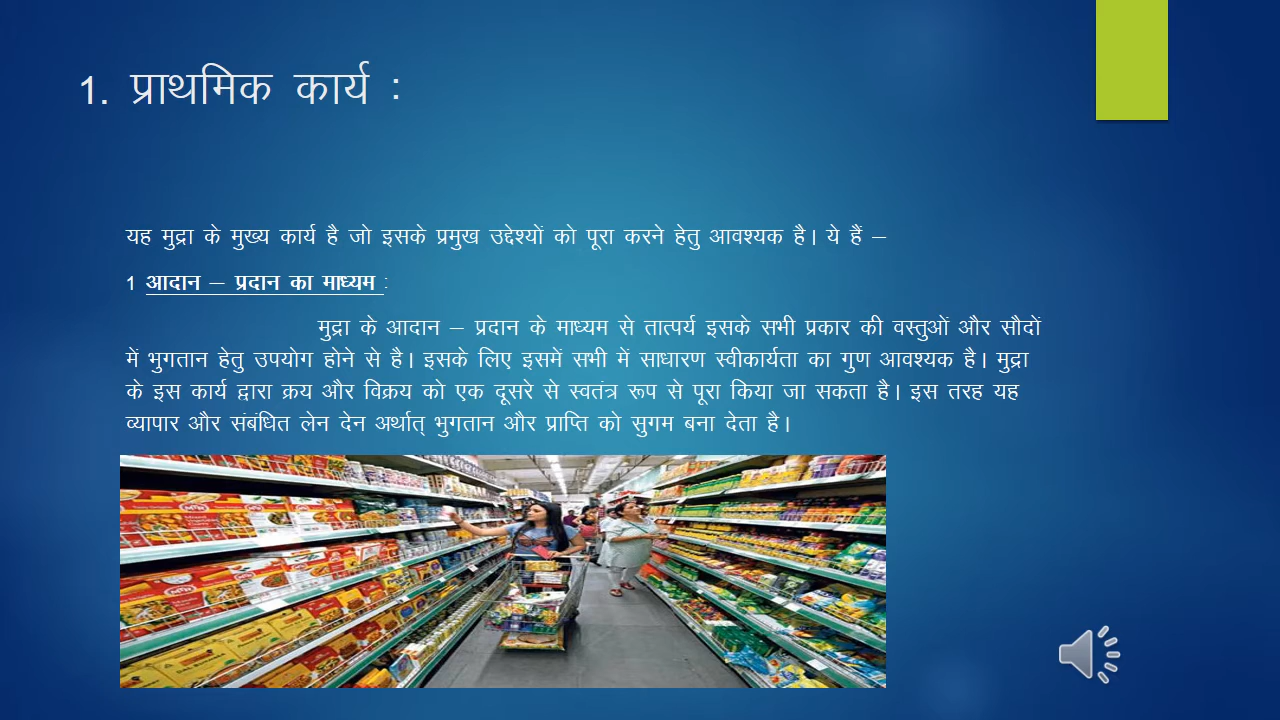 1. प्राथमिक कार्य :
यह मुद्रा के मुख्य कार्य है जो इसके प्रमुख उद्देश्यों को पूरा करने हेतु आवश्यक है। ये हैं –
1 आदान – प्रदान का माध्यम :
मुद्रा के आदान – प्रदान के माध्यम से तात्पर्य इसके सभी प्रकार की वस्तुओं और सौदों
में भुगतान हेतु उपयोग होने से है। इसके लिए इसमें सभी में साधारण स्वीकार्यता का गुण आवश्यक है। मुद्रा
के इस कार्य द्वारा क्रय और विक्रय को एक दूसरे से स्वतंत्र रूप से पूरा किया जा सकता है। इस तरह यह
व्यापार और संबंधित लेन देन अर्थात् भुगतान और प्राप्ति को सुगम बना देता है।
MTR